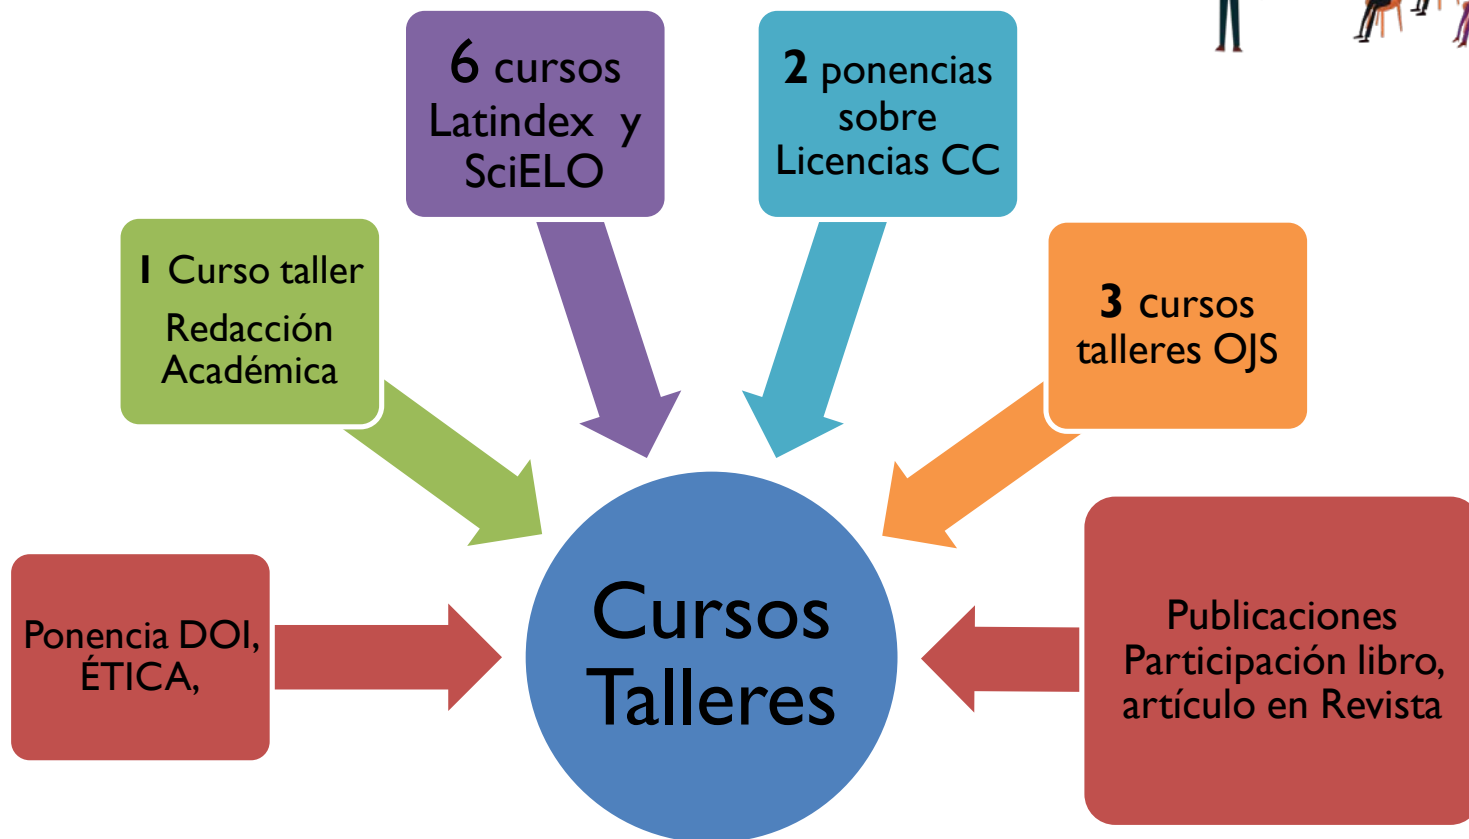 6 cursos
Latindex y
SciELO
2 ponencias
sobre
Licencias CC
1 Curso taller
Redacción
Académica
3 cursos
talleres OJS
Ponencia DOI,
ÉTICA,
Cursos
Talleres
Publicaciones
Participación libro,
artículo en Revista